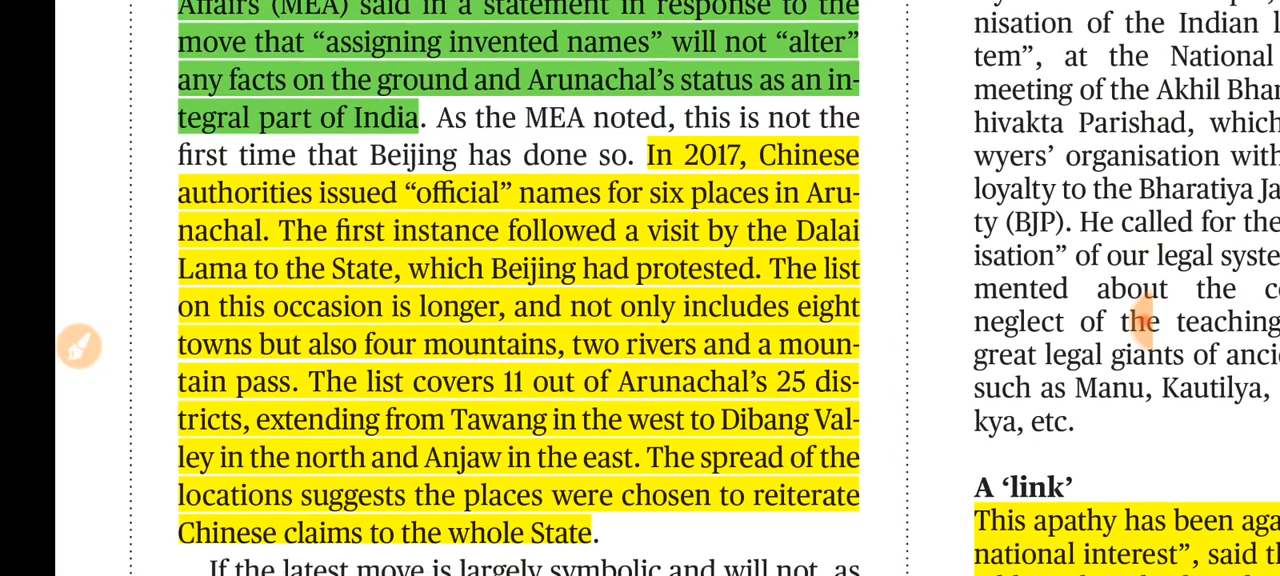 Affairs (MEA) said in a statement in response to the
move that “assigning invented names” will not “alter”
any facts on the ground and Arunachal’s status as an in-
tegral part of India. As the MEA noted, this is not the
first time that Beijing has done so. In 2017, Chinese
authorities issued “official” names for six places in Aru-
nachal. The first instance followed a visit by the Dalai
Lama to the State, which Beijing had protested. The list
on this occasion is longer, and not only includes eight
towns but also four mountains, two rivers and a moun-
tain pass. The list covers 11 out of Arunachal’s 25 dis-
tricts, extending from Tawang in the west to Dibang Val-
ley in the north and Anjaw in the east. The spread of the
locations suggests the places were chosen to reiterate
Chinese claims to the whole State.
If the latest move is largely symbolic and will not, as
nisation of the Indian l
tem”, at the National
meeting of the Akhil Bhar
hivakta Parishad, which
wyers’ organisation with
loyalty to the Bharatiya Ja
ty (BJP). He called for the
isation” of our legal syste
mented about the co
neglect of the teaching
great legal giants of anci
such as Manu, Kautilya,
kya, etc.
A ‘link’
This apathy has been aga
national interest”, said th